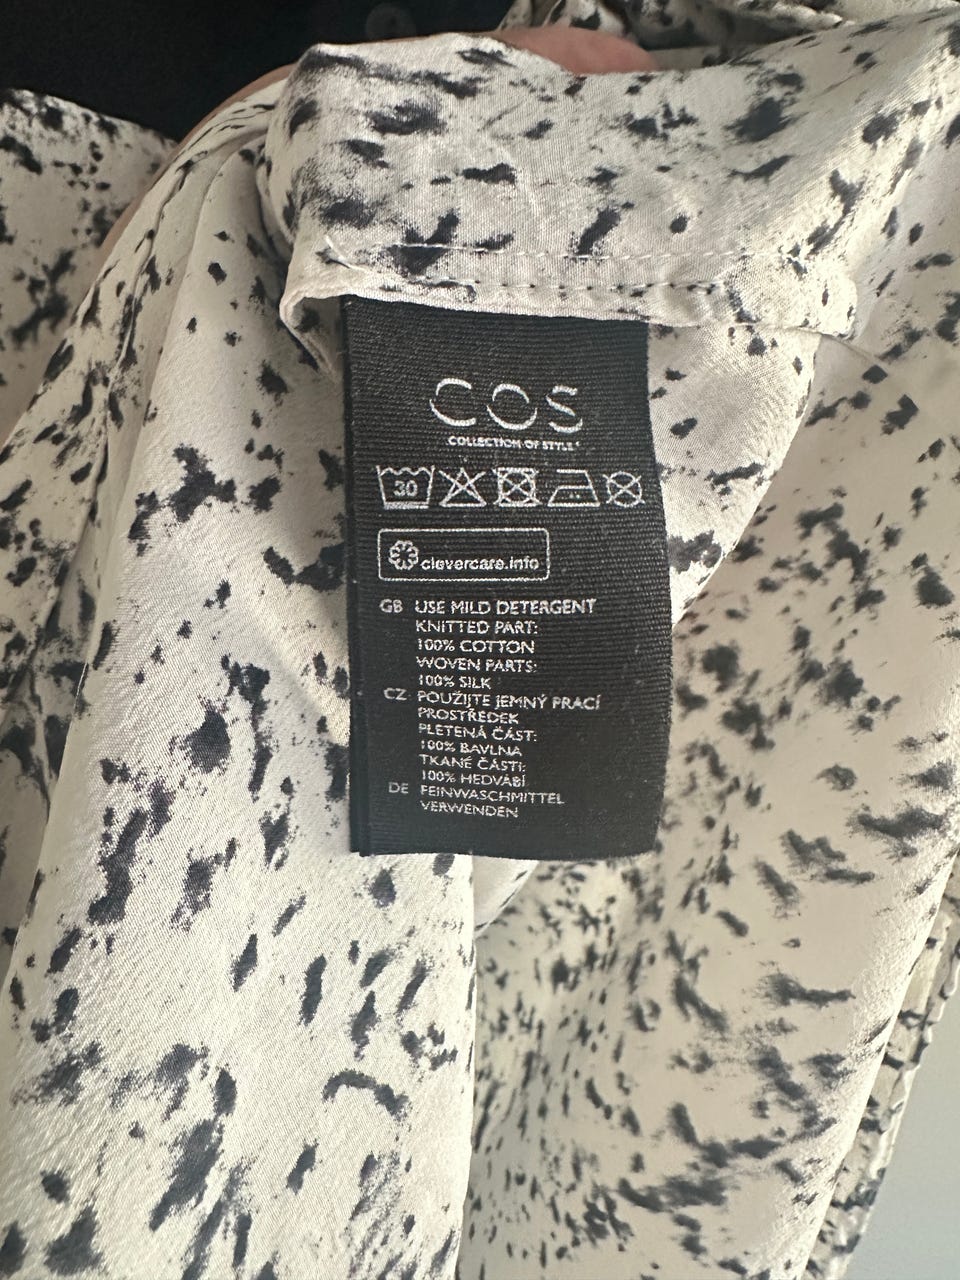 COS
COLLECTION OF STYLE
30
clevercare.info
GB USE MILD DETERGENT
KNITTED PART:
100% COTTON
WOVEN PARTS:
100% SILK
CZ POUŽIJTE JEMNÝ PRACÍ
PROSTŘEDEK
PLETENÁ ČÁST:
100% BAVLNA
TKANÉ ČÁSTI:
100% HEDVÁBÍ
DE FEINWASCHMITTEL
VERWENDEN